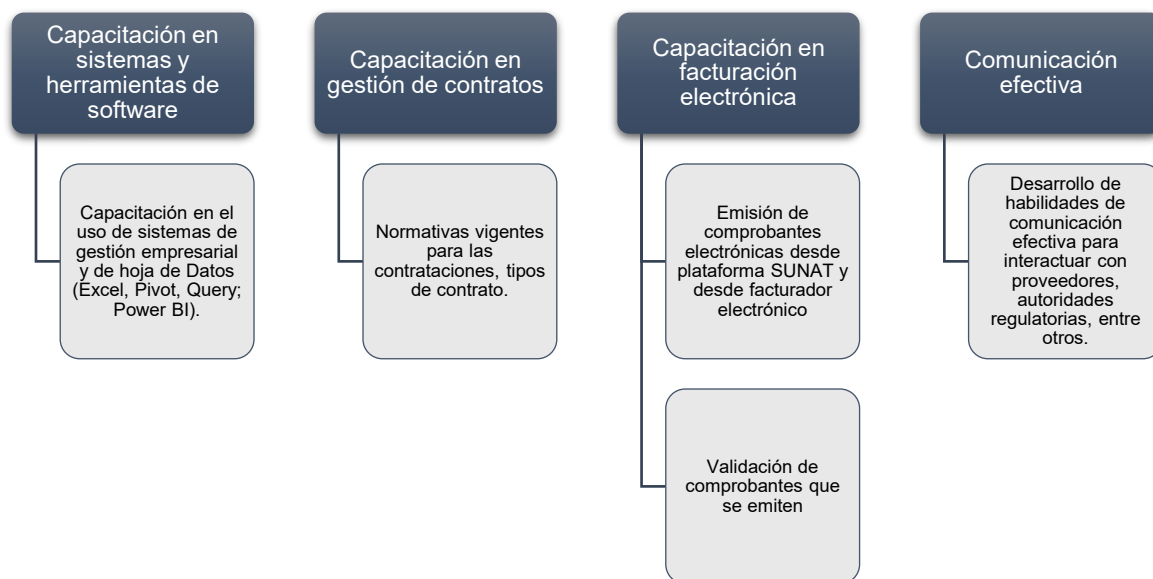 Capacitación en
sistemas y
herramientas de
software
Capacitación en el
uso de sistemas de
gestión empresarial
y de hoja de Datos
(Excel, Pivot, Query;
Power BI).
Capacitación en
gestión de contratos
Normativas vigentes
para las
contrataciones, tipos
de contrato.
Capacitación en
facturación
electrónica
Emisión de
comprobantes
electrónicas desde
plataforma SUNAT y
desde facturador
electrónico
Validación de
comprobantes que
se emiten
Comunicación
efectiva
Desarrollo de
habilidades de
comunicación
efectiva para
interactuar con
proveedores,
autoridades
regulatorias, entre
otros.